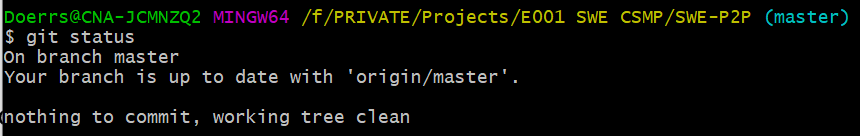 Doerrs@CNA-JCMNZQ2 MINGW64 /f/PRIVATE/Projects/E001 SWE CSMP/SWE-P2P (master)
$ git status
On branch master
Your branch is up to date with 'origin/master'.
nothing to commit, working tree clean